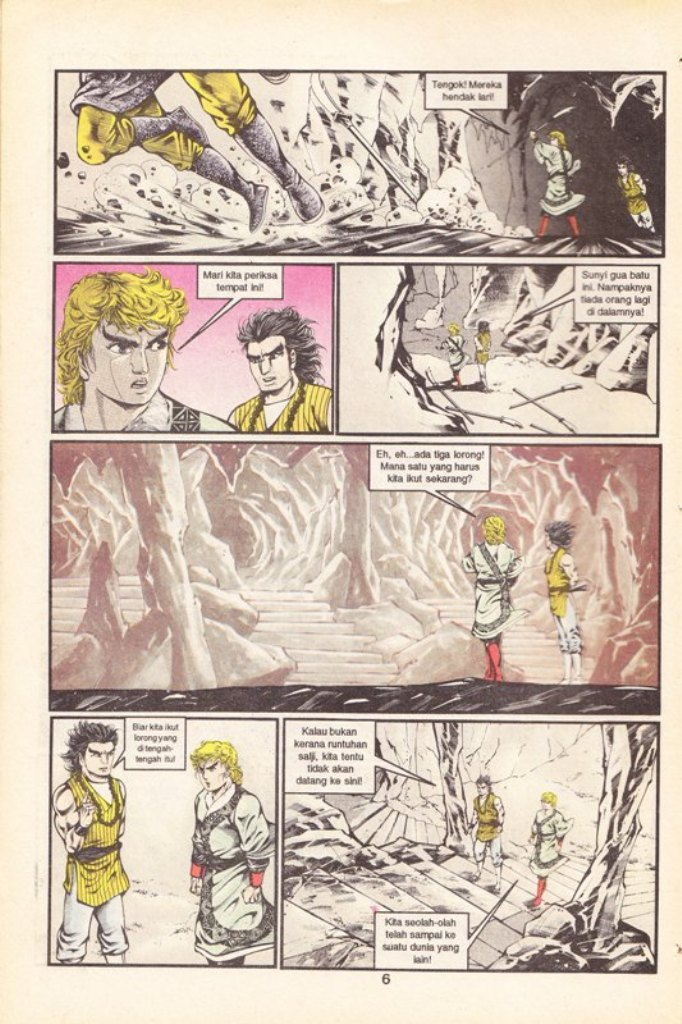 Tengok! Mereka
hendak lari!
Mari kita periksa
tempat ini!
Sunyi gua batu
ini. Nampaknya
tiada orang lagi
di dalamnya!
Eh, eh...ada tiga lorong!
Mana satu yang harus
kita ikut sekarang?
Biar kita ikut
lorong yang
di tengah-
tengah itu!
Kalau bukan
kerana runtuhan
salji, kita tentu
tidak akan
datang ke sini!
Kita seolah-olah
telah sampai ke
suatu dunia yang
lain!
6